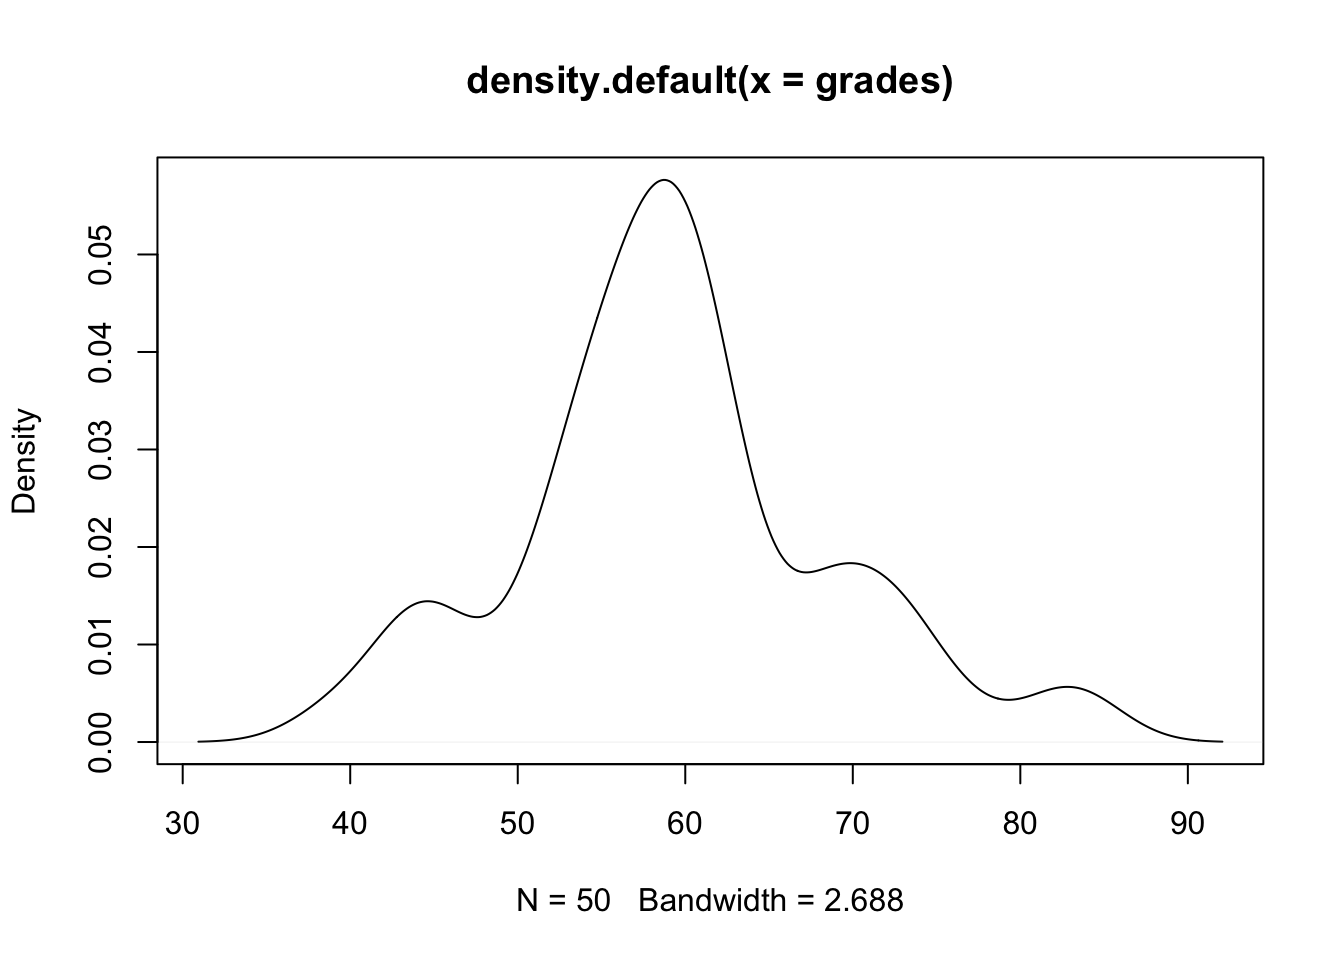 density.default(x = grades)
Density
0.05
0.04
0.03
0.02
0.01
0.00
30 40 50 60 70 80 90
N = 50   Bandwidth = 2.688